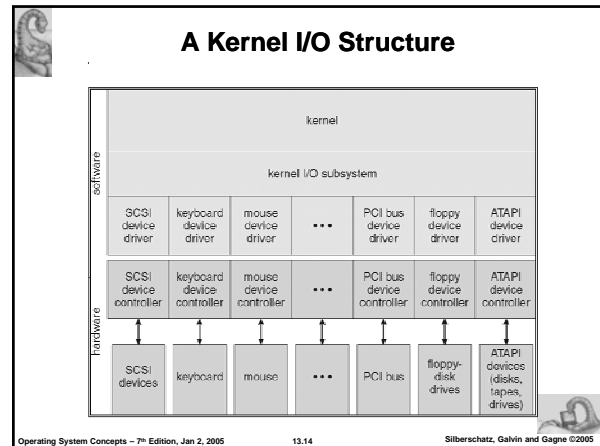 A Kernel I/O Structure
software
kernel
kernel I/O subsystem
SCSI device driver
keyboard device driver
mouse device driver
•••
PCI bus device driver
floppy device driver
ATAPI device driver
hardware
SCSI device controller
keyboard device controller
mouse device controller
•••
PCI bus device controller
floppy device controller
ATAPI device controller
SCSI devices
keyboard
mouse
•••
PCI bus
floppy-disk drives
ATAPI devices (disks, tapes, drives)
Operating System Concepts – 7th Edition, Jan 2, 2005
13.14
Silberschatz, Galvin and Gagne ©2005